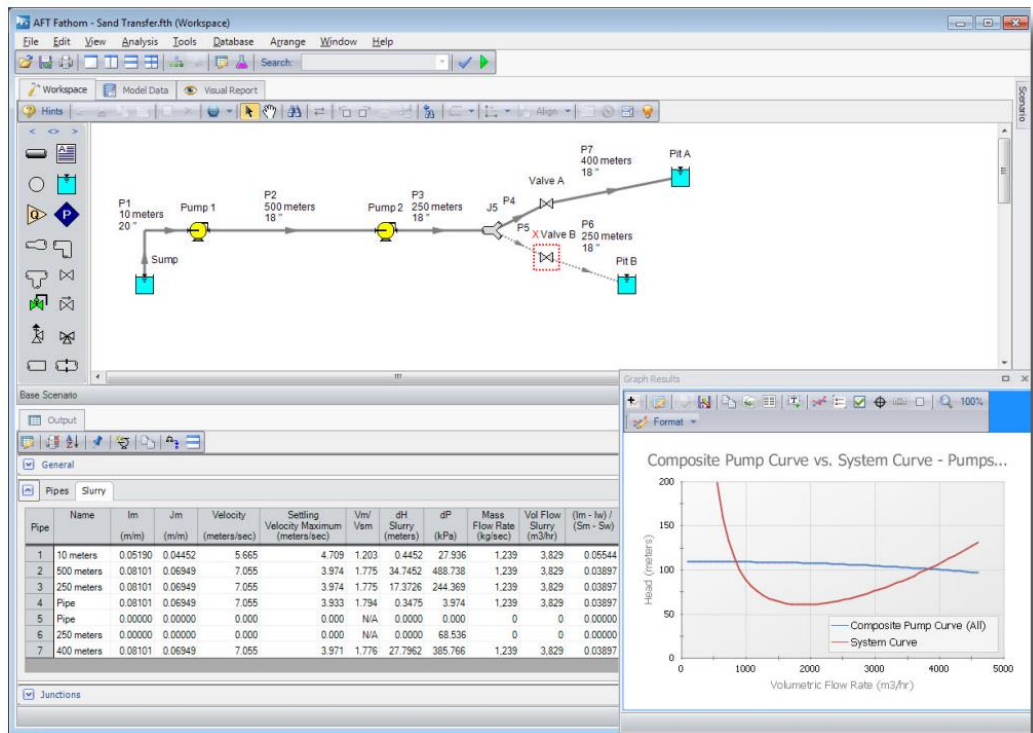 AFT Fathom - Sand Transfer.fth (Workspace)
File Edit View Analysis Tools Database Arrange Window Help
Search:
Workspace Model Data Visual Report
Hints Align
Scenario
P7
400 meters
18 "
Pit A
Valve A
P1
10 meters
20 "
Pump 1
P2
500 meters
18 "
Pump 2
P3
250 meters
18 "
J5
P4
P5
X Valve B
P6
250 meters
18 "
Pit B
Sump
Base Scenario
Output
General
Pipes Slurry
Pipe Name Im (m/m) Jm (m/m) Velocity (meters/sec) Settling Velocity Maximum (meters/sec) Vm/ Vsm dH Slurry (meters) dP (kPa) Mass Flow Rate (kg/sec) Vol Flow Slurry (m3/hr) (Im - Iw) / (Sm - Sw)
1 10 meters 0.05190 0.04452 5.665 4.709 1.203 0.4452 27.936 1,239 3,829 0.05544
2 500 meters 0.08101 0.06949 7.055 3.974 1.775 34.7452 488.738 1,239 3,829 0.03897
3 250 meters 0.08101 0.06949 7.055 3.974 1.775 17.3726 244.369 1,239 3,829 0.03897
4 Pipe 0.08101 0.06949 7.055 3.933 1.794 0.3475 3.974 1,239 3,829 0.03897
5 Pipe 0.00000 0.00000 0.000 0.000 N/A 0.0000 0.000 0 0 0.00000
6 250 meters 0.00000 0.00000 0.000 0.000 N/A 0.0000 68.536 0 0 0.00000
7 400 meters 0.08101 0.06949 7.055 3.971 1.776 27.7962 385.766 1,239 3,829 0.03897
Junctions
Graph Results
100%
Format
Composite Pump Curve vs. System Curve - Pumps...
200
150
100
50
0
Head (meters)
Composite Pump Curve (All)
System Curve
0 1000 2000 3000 4000 5000
Volumetric Flow Rate (m3/hr)